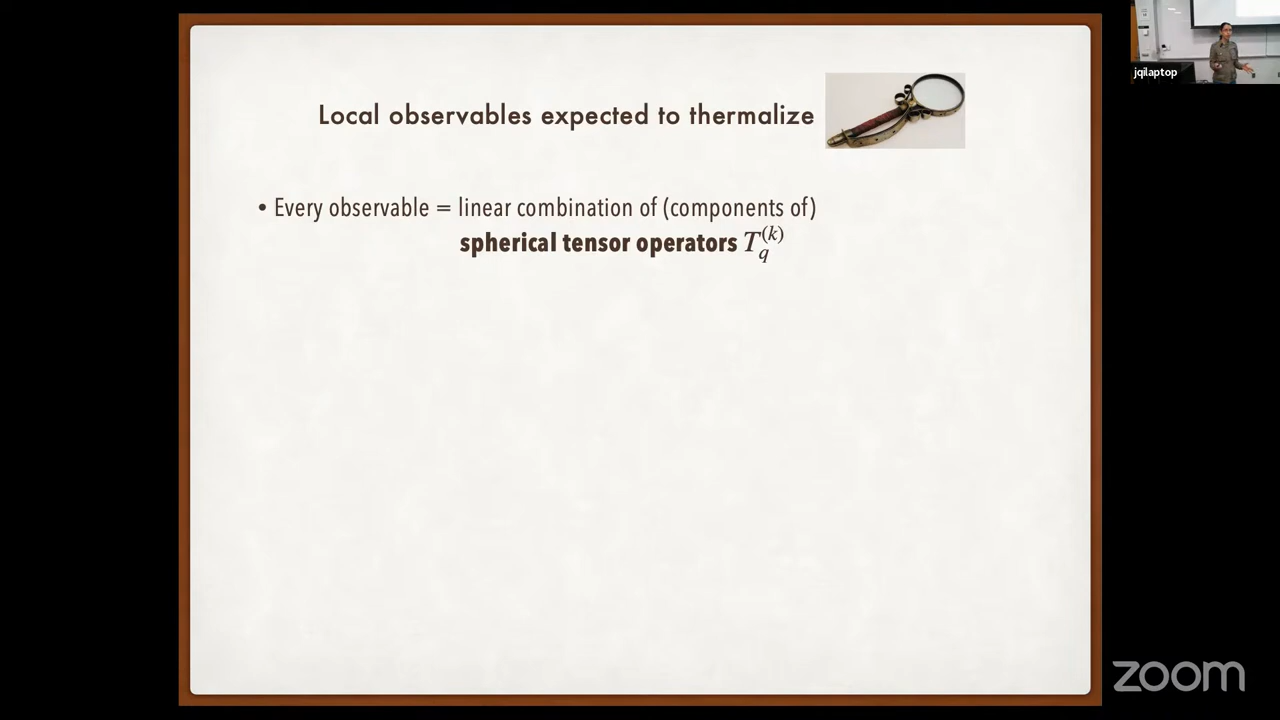 jqilaptop
Local observables expected to thermalize
• Every observable = linear combination of (components of)
spherical tensor operators $T_q^{(k)}$
zoom